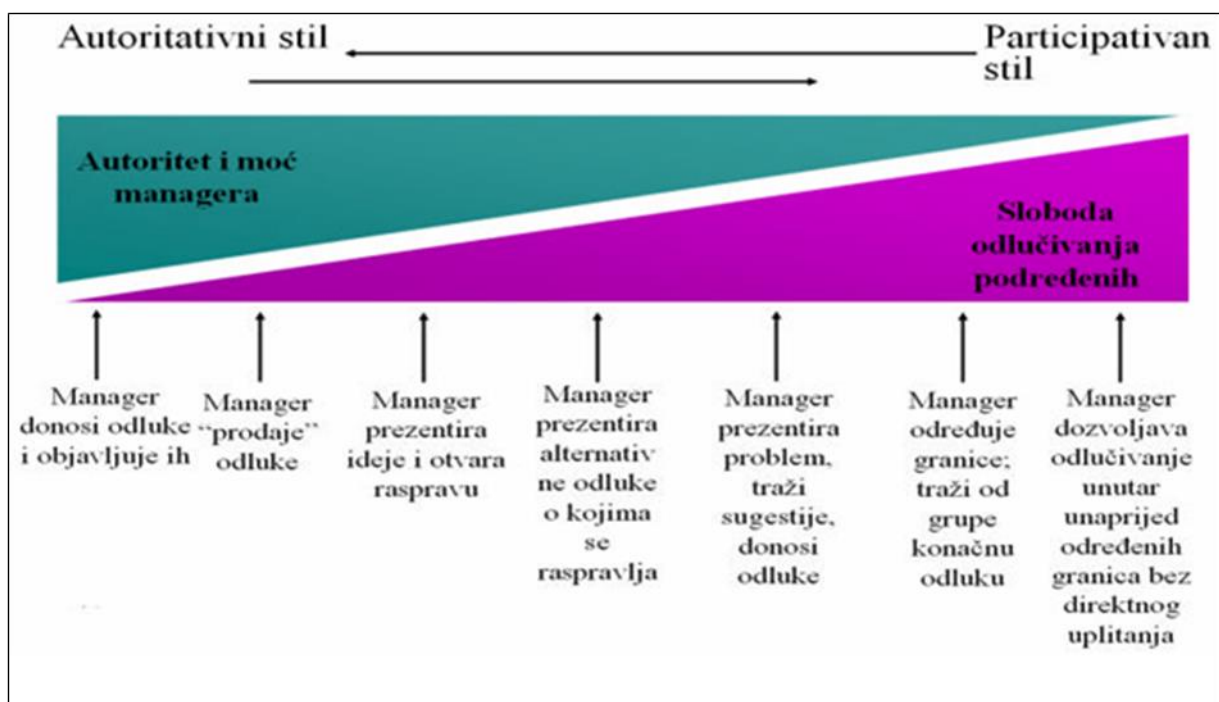 Autoritativni stil
Participativan
stil
Autoritet i moć
managera
Sloboda
odlučivanja
podređenih
Manager
donosi odluke
i objavljuje ih
Manager
“prodaje”
odluke
Manager
prezentira
ideje i otvara
raspravu
Manager
prezentira
alternativ
ne odluke
o kojima
se
raspravlja
Manager
prezentira
problem,
traži
sugestije,
donosi
odluke
Manager
određuje
granice;
traži od
grupe
konačnu
odluku
Manager
dozvoljava
odlučivanje
unutar
unaprijed
određenih
granica bez
direktnog
uplitanja